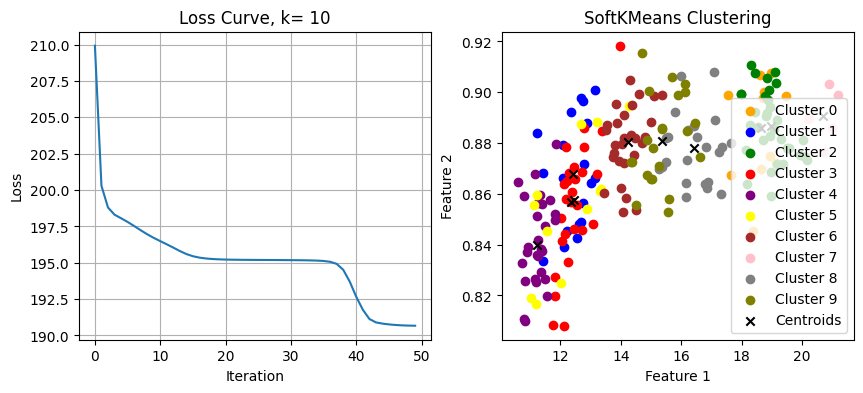 Loss Curve, k= 10
210.0
207.5
205.0
202.5
200.0
197.5
195.0
192.5
190.0
Loss
0
10
20
30
40
50
Iteration
SoftKMeans Clustering
0.92
0.90
0.88
0.86
0.84
0.82
Feature 2
12
14
16
18
20
Feature 1
Cluster 0
Cluster 1
Cluster 2
Cluster 3
Cluster 4
Cluster 5
Cluster 6
Cluster 7
Cluster 8
Cluster 9
Centroids